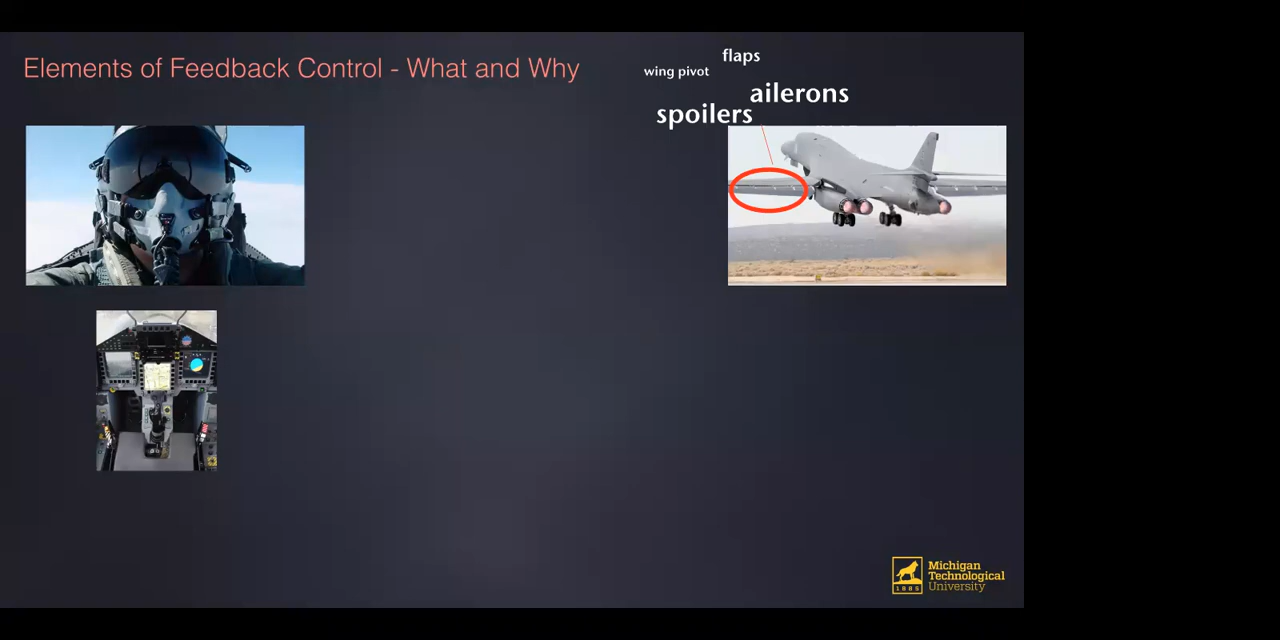 Elements of Feedback Control - What and Why
flaps
wing pivot
ailerons
spoilers
Michigan
Technological
University
1885